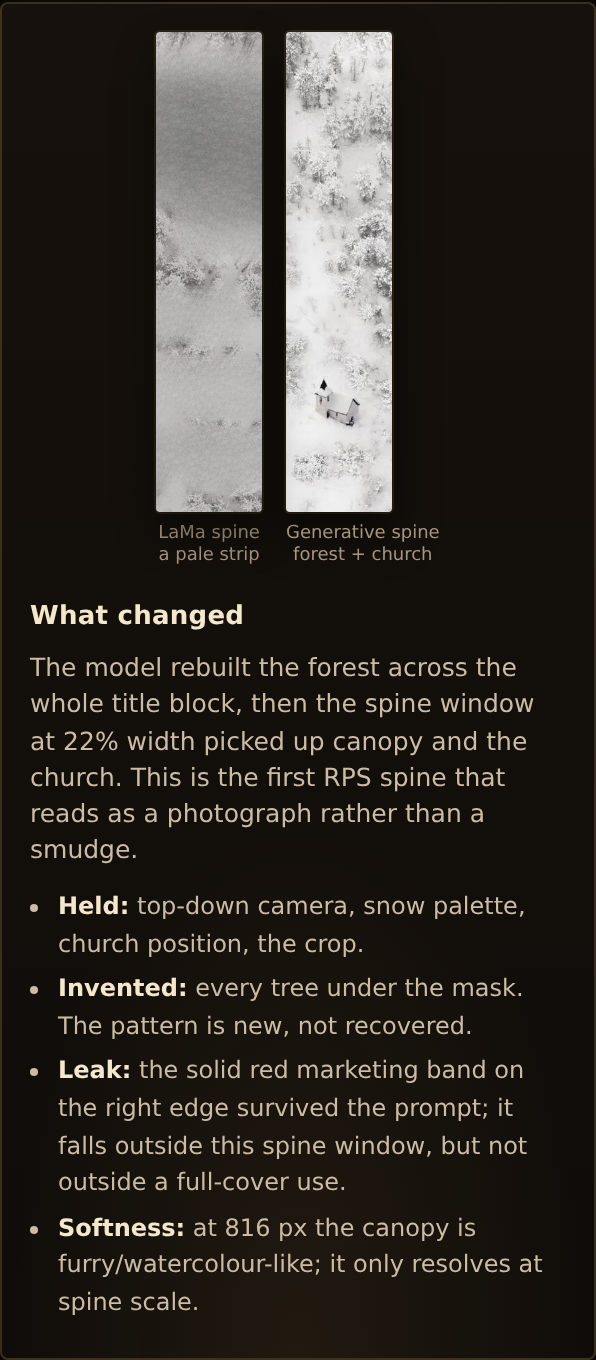 LaMa spine
a pale strip
Generative spine
forest + church
What changed
The model rebuilt the forest across the
whole title block, then the spine window
at 22% width picked up canopy and the
church. This is the first RPS spine that
reads as a photograph rather than a
smudge.
• Held: top-down camera, snow palette,
church position, the crop.
• Invented: every tree under the mask.
The pattern is new, not recovered.
• Leak: the solid red marketing band on
the right edge survived the prompt; it
falls outside this spine window, but not
outside a full-cover use.
• Softness: at 816 px the canopy is
furry/watercolour-like; it only resolves at
spine scale.